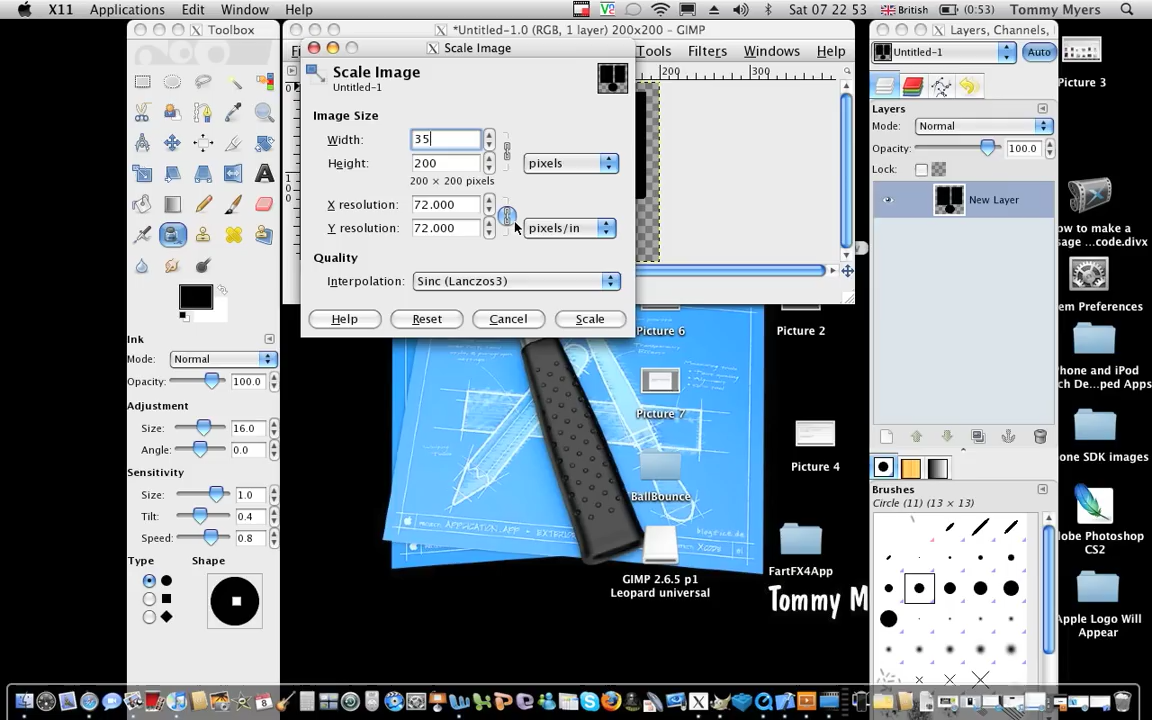 X11 Applications Edit Window Help
Sat 07 22 53 British (0:53) Tommy Myers
Toolbox
*Untitled-1.0 (RGB, 1 layer) 200x200 – GIMP
Tools Filters Windows Help
200 300
Scale Image
Scale Image
Untitled-1
Image Size
Width: 35
Height: 200 pixels
200 × 200 pixels
X resolution: 72.000
Y resolution: 72.000 pixels/in
Quality
Interpolation: Sinc (Lanczos3)
Help Reset Cancel Scale
Ink
Mode: Normal
Opacity: 100.0
Adjustment
Size: 16.0
Angle: 0.0
Sensitivity
Size: 1.0
Tilt: 0.4
Speed: 0.8
Type Shape
Layers, Channels,
Untitled-1 Auto
Layers
Mode: Normal
Opacity: 100.0
Lock:
New Layer
Brushes
Circle (11) (13 × 13)
Picture 3
ow to make a
sage ...code.divx
em Preferences
Phone and iPod
ch De...ped Apps
one SDK images
dobe Photoshop
CS2
Apple Logo Will
Appear
Picture 6
Picture 2
Picture 7
Picture 4
BallBounce
GIMP 2.6.5 p1
Leopard universal
FartFX4App
Tommy M